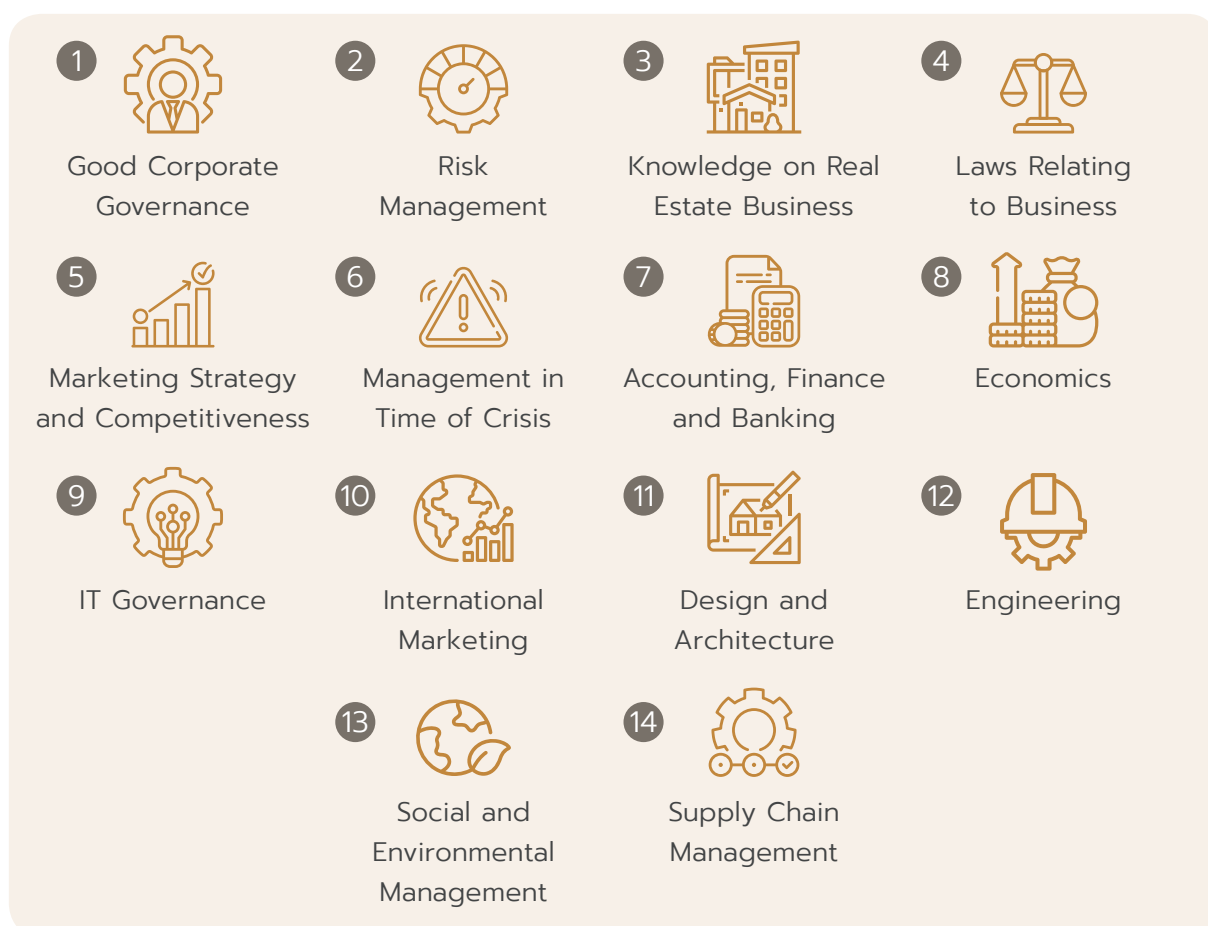 1
Good Corporate
Governance
2
Risk
Management
3
Knowledge on Real
Estate Business
4
Laws Relating
to Business
5
Marketing Strategy
and Competitiveness
6
Management in
Time of Crisis
7
Accounting, Finance
and Banking
8
Economics
9
IT Governance
10
International
Marketing
11
Design and
Architecture
12
Engineering
13
Social and
Environmental
Management
14
Supply Chain
Management